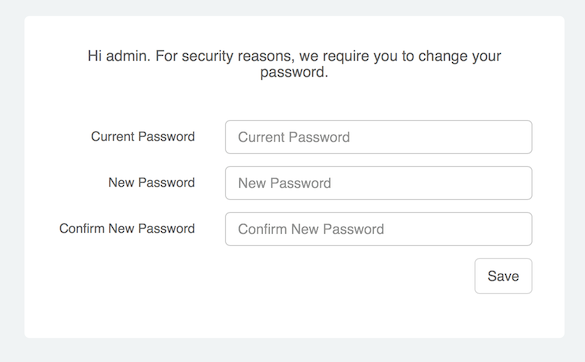 Hi admin. For security reasons, we require you to change your
password.
Current Password
Current Password
New Password
New Password
Confirm New Password
Confirm New Password
Save